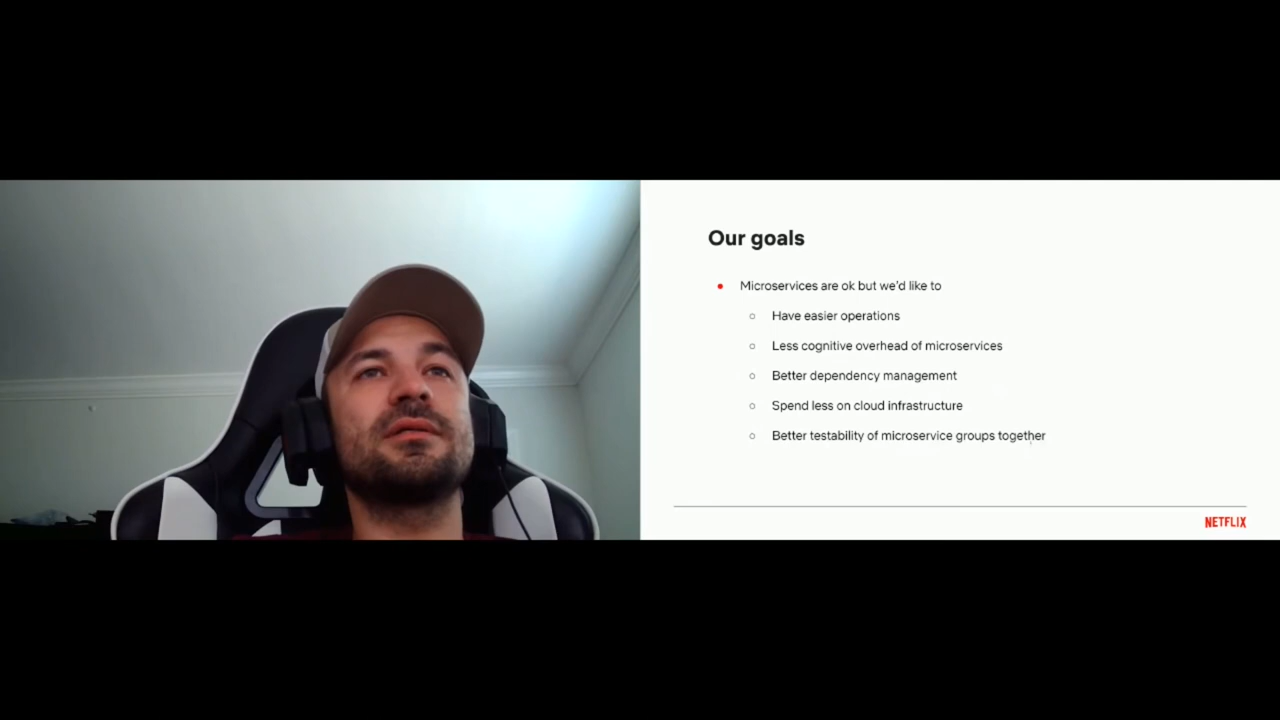 Our goals
Microservices are ok but we'd like to
Have easier operations
Less cognitive overhead of microservices
Better dependency management
Spend less on cloud infrastructure
Better testability of microservice groups together
NETFLIX